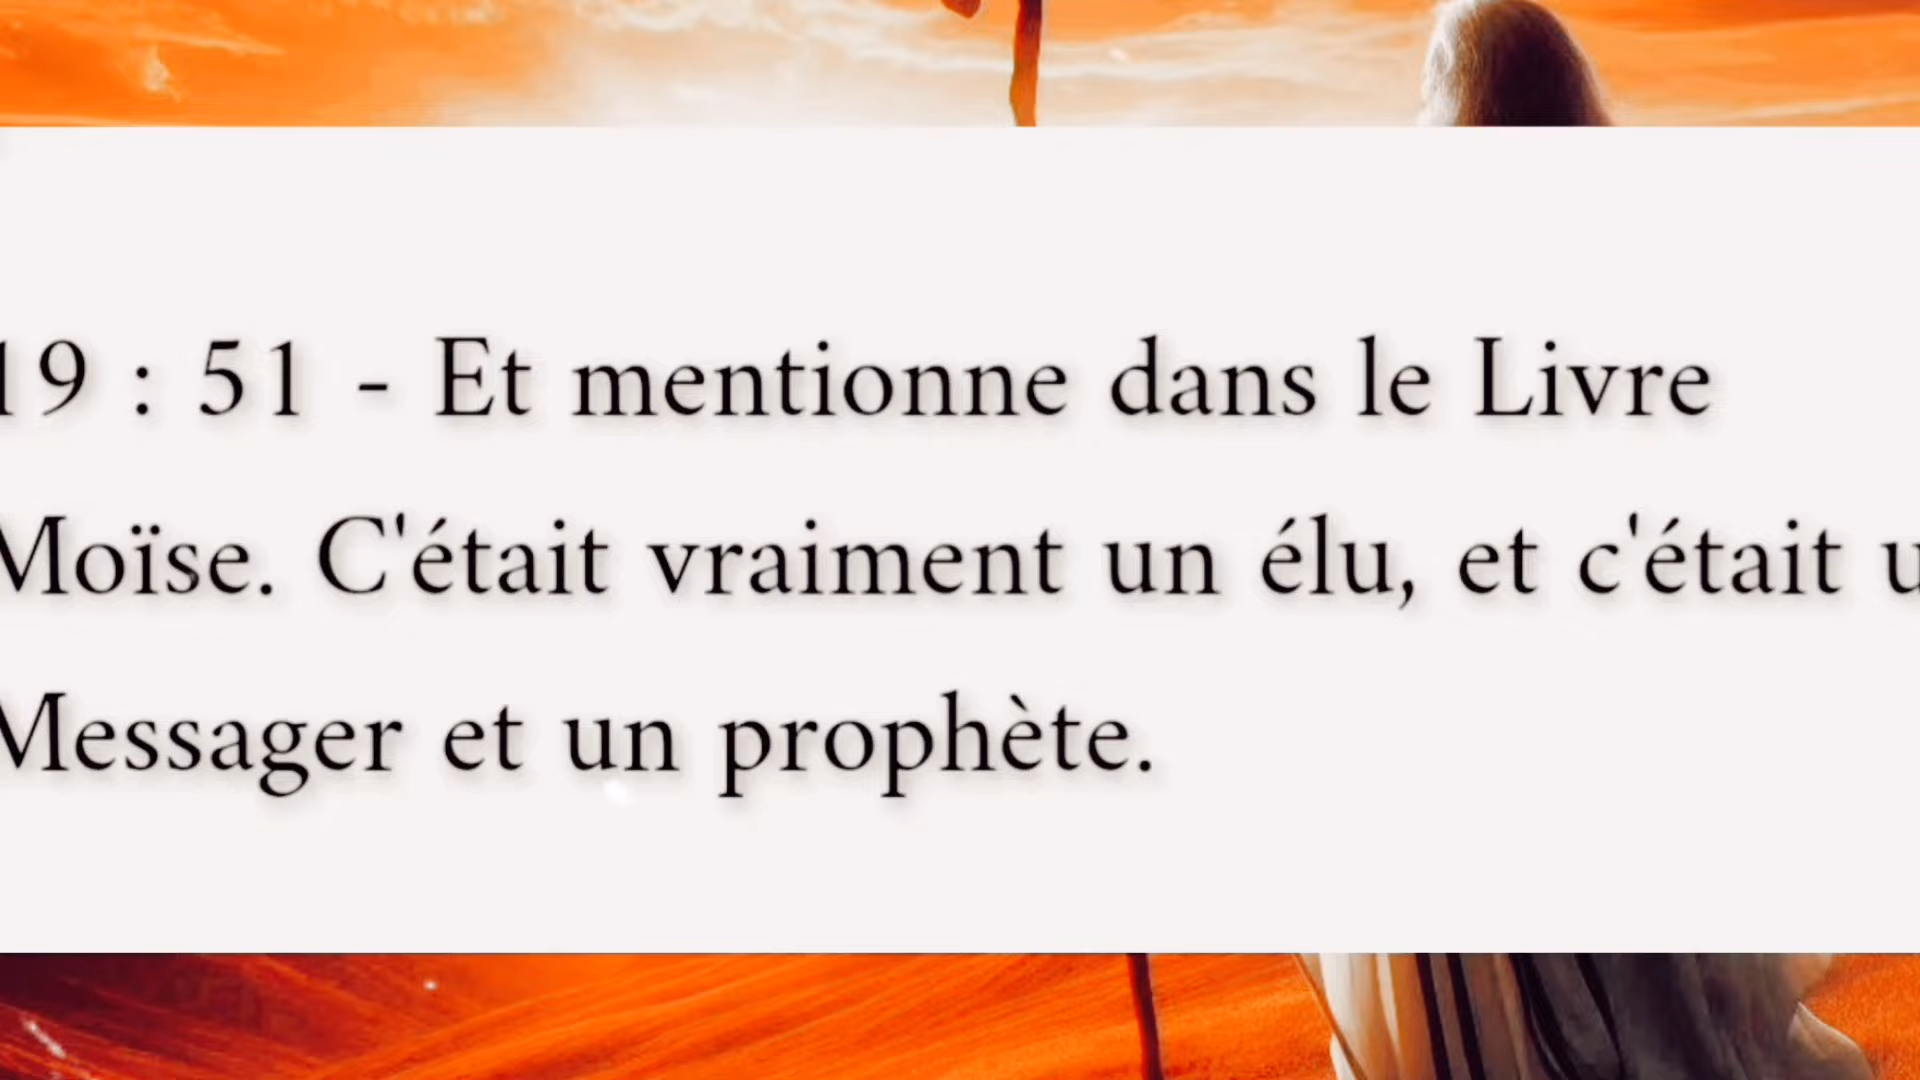 19 : 51 - Et mentionne dans le Livre
Moïse. C'était vraiment un élu, et c'était
Messager et un prophète.